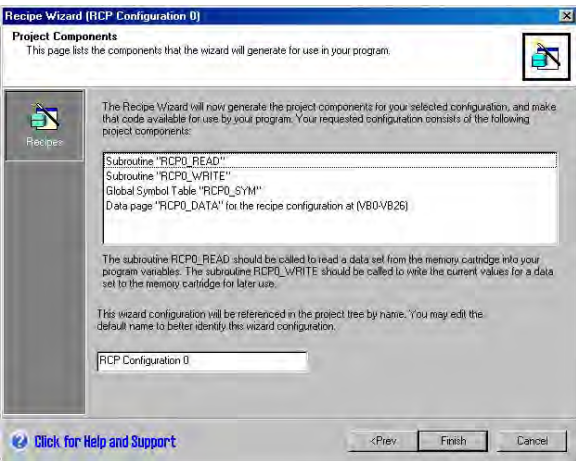 Recipe Wizard (RCP Configuration 0)
Project Components
This page lists the components that the wizard will generate for use in your program.
Recipes
The Recipe Wizard will now generate the project components for your selected configuration, and make
that code available for use by your program. Your requested configuration consists of the following
project components:
Subroutine "RCP0_READ"
Subroutine "RCP0_WRITE"
Global Symbol Table "RCP0_SYM"
Data page "RCP0_DATA" for the recipe configuration at (VB0-VB26)
The subroutine RCP0_READ should be called to read a data set from the memory cartridge into your
program variables. The subroutine RCP0_WRITE should be called to write the current values for a data
set to the memory cartridge for later use.
This wizard configuration will be referenced in the project tree by name. You may edit the
default name to better identify this wizard configuration.
RCP Configuration 0
Click for Help and Support
<Prev
Finish
Cancel